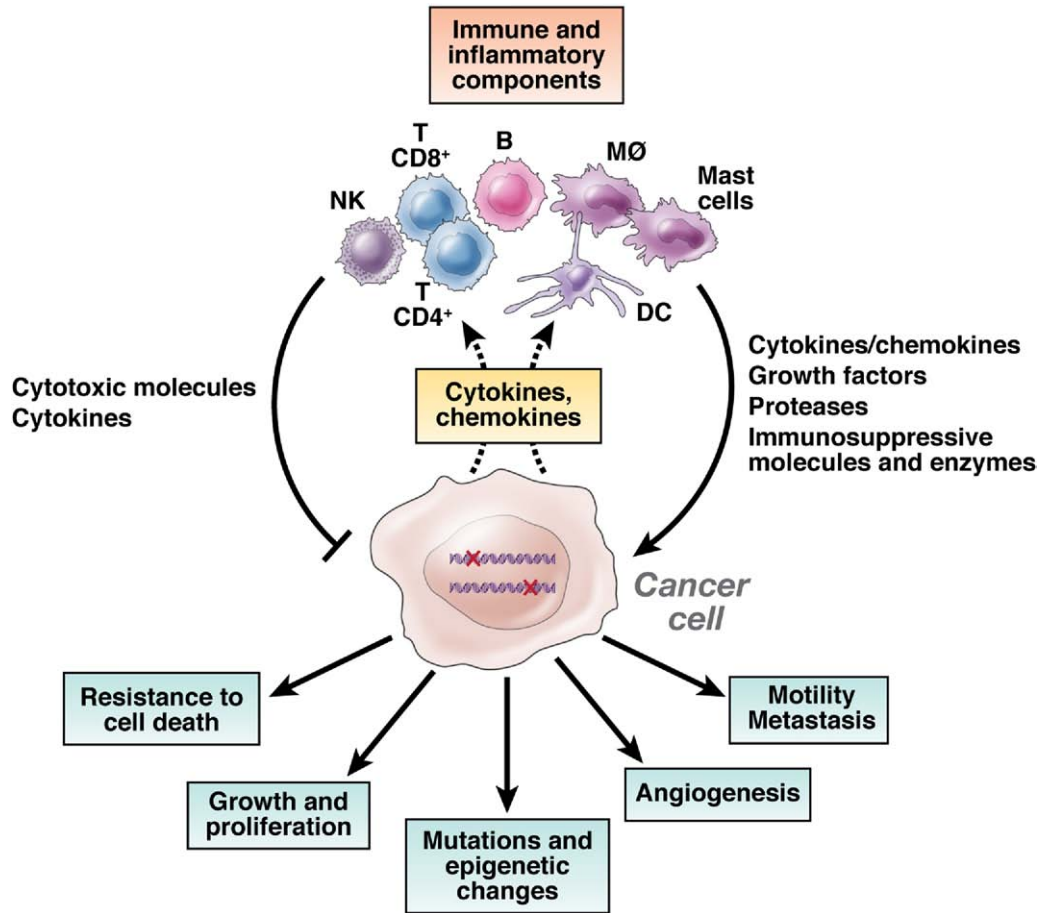 Immune and
inflammatory
components
T
CD8⁺
B
MØ
Mast
cells
NK
T
CD4⁺
DC
Cytotoxic molecules
Cytokines
Cytokines,
chemokines
Cytokines/chemokines
Growth factors
Proteases
Immunosuppressive
molecules and enzymes
Cancer
cell
Resistance to
cell death
Growth and
proliferation
Mutations and
epigenetic
changes
Angiogenesis
Motility
Metastasis